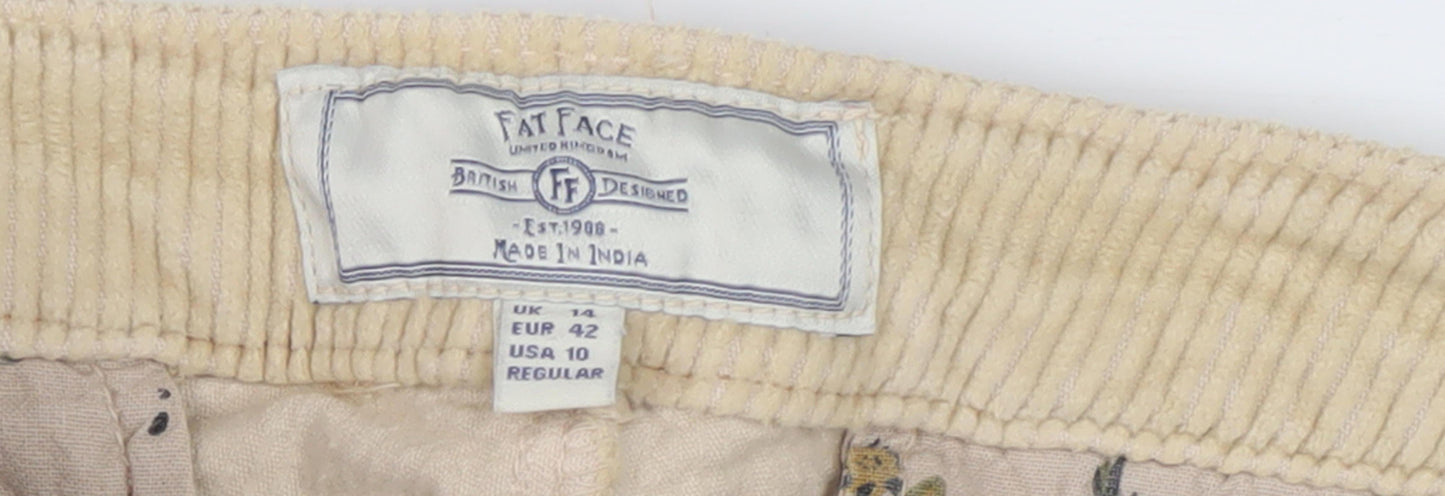 FAT FACE
UNITED KINGDOM
BRITISH FF DESIGNED
- EST.1988 -
MADE IN INDIA
UK 14
EUR 42
USA 10
REGULAR